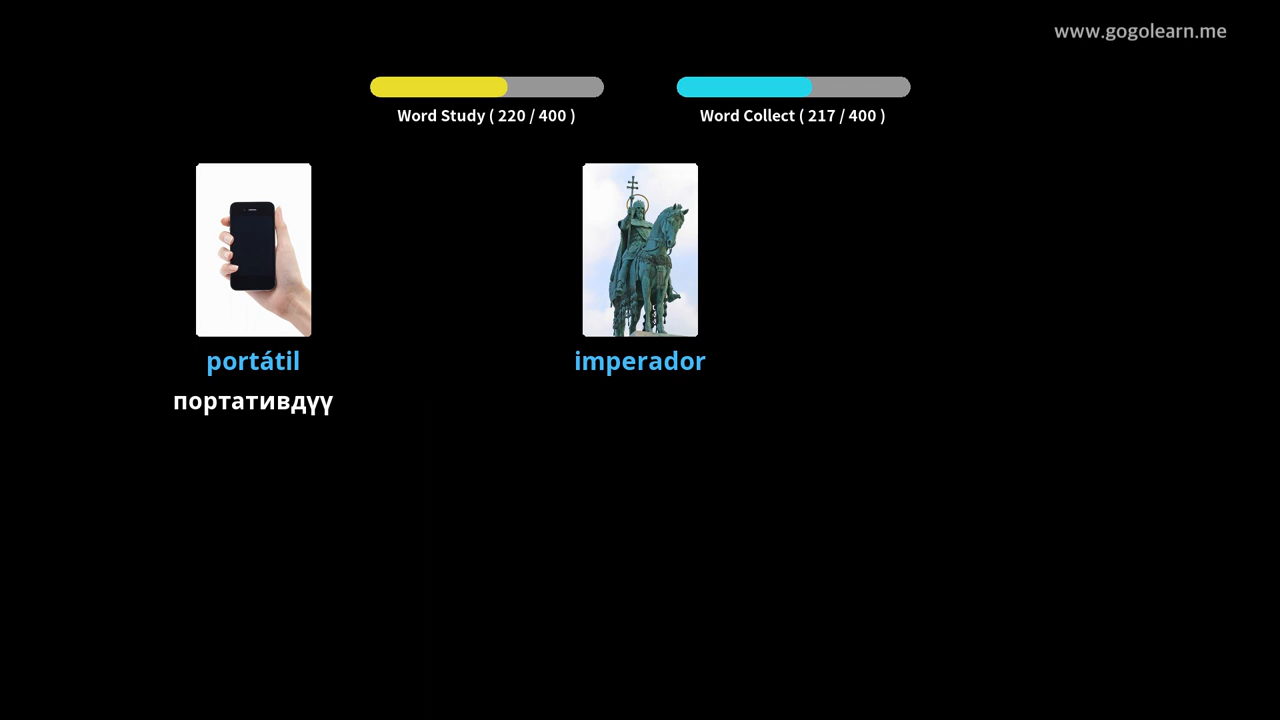 www.gogolearn.me
Word Study ( 220 / 400 )
Word Collect ( 217 / 400 )
portátil
imperador
портативдүү